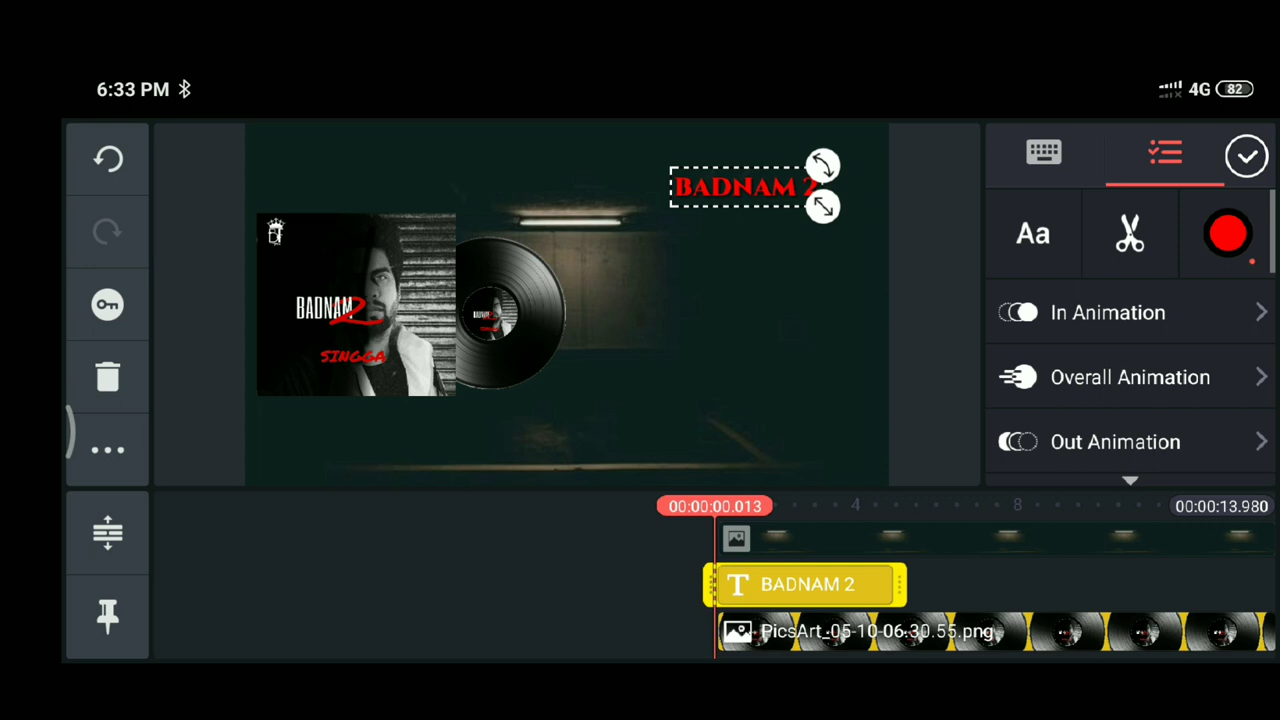 6:33 PM
4G 82
BADNAM 2
BADNAM 2
SINGGA
Aa
In Animation
Overall Animation
Out Animation
00:00:00.013
4
8
00:00:13.980
BADNAM 2
PicsArt_05-10-06.30.55.png